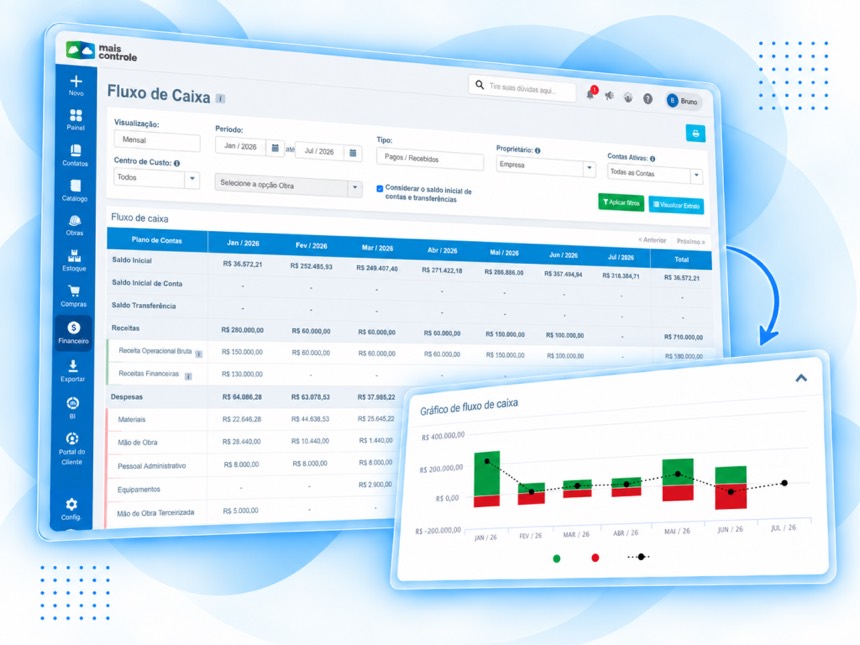 mais
controle
Tire suas dúvidas aqui...
1
B Bruno
Novo
Painel
Contatos
Catálogo
Obras
Estoque
Compras
Financeiro
Exportar
BI
Portal do
Cliente
Config.
Fluxo de Caixa
Visualização:
Mensal
Período:
Jan / 2026 até Jul / 2026
Tipo:
Pagos / Recebidos
Proprietário:
Empresa
Contas Ativas:
Todas as Contas
Centro de Custo:
Todos
Selecione a opção Obra
Considerar o saldo inicial de
contas e transferências
Aplicar filtros
Visualizar Extrato
Fluxo de caixa
< Anterior Próximo >
Plano de Contas Jan / 2026 Fev / 2026 Mar / 2026 Abr / 2026 Mai / 2026 Jun / 2026 Jul / 2026 Total
Saldo Inicial R$ 36.572,21 R$ 252.485,93 R$ 249.407,40 R$ 271.422,18 R$ 286.886,08 R$ 357.494,94 R$ 318.384,71 R$ 36.572,21
Saldo Inicial de Conta - - - - - - - -
Saldo Transferência - - - - - - - -
Receitas R$ 280.000,00 R$ 60.000,00 R$ 60.000,00 R$ 60.000,00 R$ 150.000,00 R$ 100.000,00 - R$ 710.000,00
Receita Operacional Bruta R$ 150.000,00 R$ 60.000,00 R$ 60.000,00 R$ 60.000,00 R$ 150.000,00 R$ 100.000,00 - R$ 580.000,00
Receitas Financeiras R$ 130.000,00 - -
Despesas R$ 64.086,28 R$ 63.078,53 R$ 37.985,22
Materiais R$ 22.646,28 R$ 44.638,53 R$ 25.645,22
Mão de Obra R$ 28.440,00 R$ 10.440,00 R$ 1.440,00
Pessoal Administrativo R$ 8.000,00 R$ 8.000,00 R$ 8.000,00
Equipamentos - - R$ 2.900,00
Mão de Obra Terceirizada R$ 5.000,00 - -
Gráfico de fluxo de caixa
R$ 400.000,00
R$ 200.000,00
R$ 0,00
R$ -200.000,00
JAN / 26 FEV / 26 MAR / 26 ABR / 26 MAI / 26 JUN / 26 JUL / 26